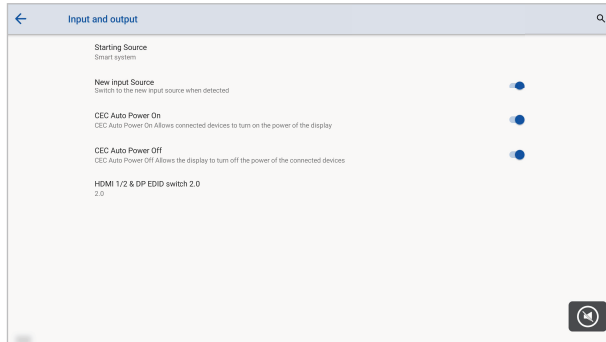 Input and output
Starting Source
Smart system
New input Source
Switch to the new input source when detected
CEC Auto Power On
CEC Auto Power On Allows connected devices to turn on the power of the display
CEC Auto Power Off
CEC Auto Power Off Allows the display to turn off the power of the connected devices
HDMI 1/2 & DP EDID switch 2.0
2.0